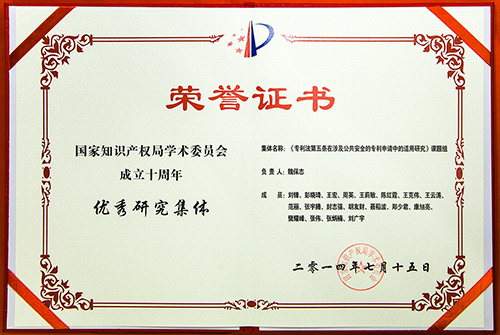 荣誉证书
国家知识产权局学术委员会
成立十周年
优秀研究集体
集体名称：《专利法第五条在涉及公共安全的专利申请中的适用研究》课题组
负责人：魏保志
成员：刘锋、彭晓琦、王宏、周英、王莉敏、陈红霞、王克伟、王云涛、
范丽、张宇腾、封志强、胡友财、聂稻波、郑少君、康旭亮、
樊耀峰、张伟、张炳楠、刘广宇
二〇一四年七月十五日